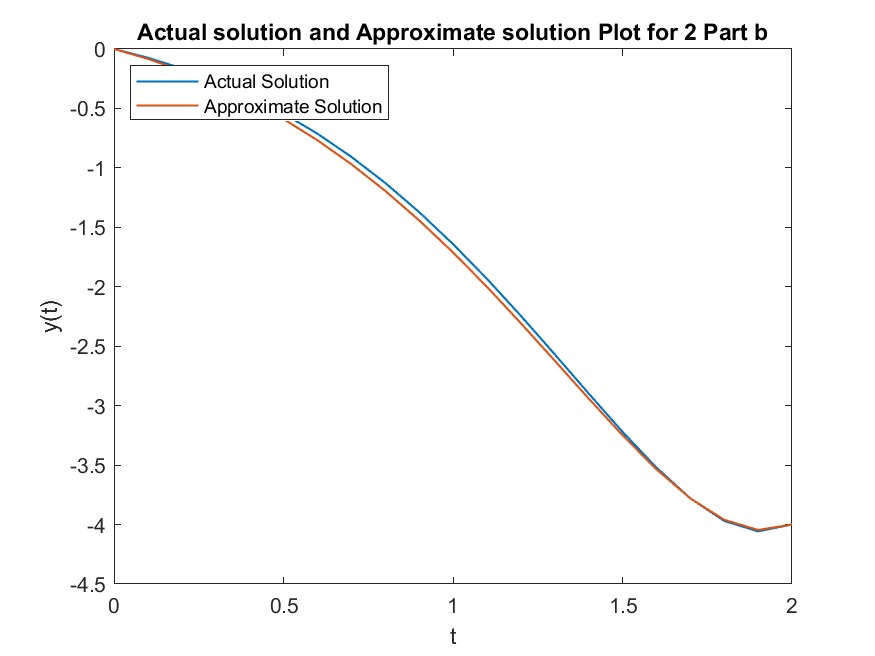 Actual solution and Approximate solution Plot for 2 Part b
0
Actual Solution
Approximate Solution
-0.5
-1
-1.5
-2
y(t)
-2.5
-3
-3.5
-4
-4.5
0 0.5 1 1.5 2
t